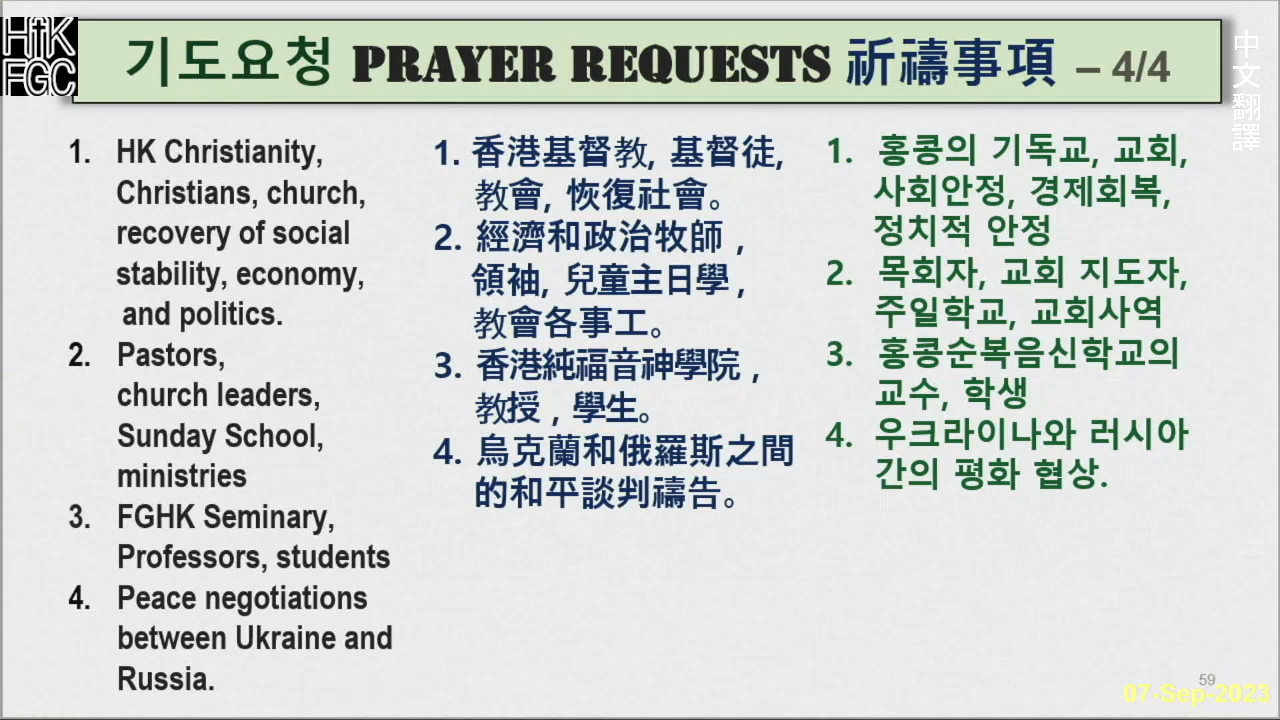 HfK
FGC
기도요청 PRAYER REQUESTS 祈禱事項 – 4/4
中文翻譯
1. HK Christianity,
Christians, church,
recovery of social
stability, economy,
and politics.
2. Pastors,
church leaders,
Sunday School,
ministries
3. FGHK Seminary,
Professors, students
4. Peace negotiations
between Ukraine and
Russia.
1. 香港基督教, 基督徒,
教會, 恢復社會。
2. 經濟和政治牧師，
領袖, 兒童主日學，
教會各事工。
3. 香港純福音神學院，
教授，學生。
4. 烏克蘭和俄羅斯之間
的和平談判禱告。
1. 홍콩의 기독교, 교회,
사회안정, 경제회복,
정치적 안정
2. 목회자, 교회 지도자,
주일학교, 교회사역
3. 홍콩순복음신학교의
교수, 학생
4. 우크라이나와 러시아
간의 평화 협상.
59
07-Sep-2023